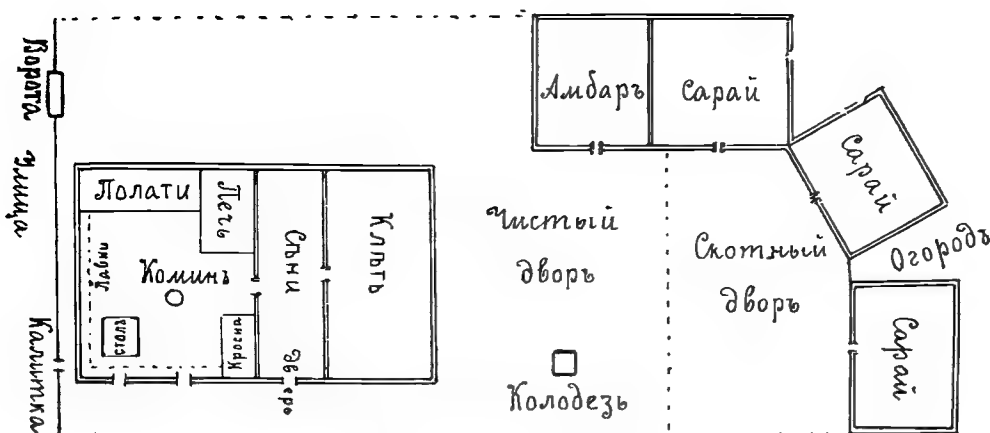 Ворота
Улица
Калитка
Полати
Печь
Лавки
Коминъ
столъ
Кросна
Сѣни
Дверь
Клѣть
Амбаръ
Сарай
Сарай
Сарай
Чистый
дворъ
Скотный
дворъ
Огородъ
Колодезь